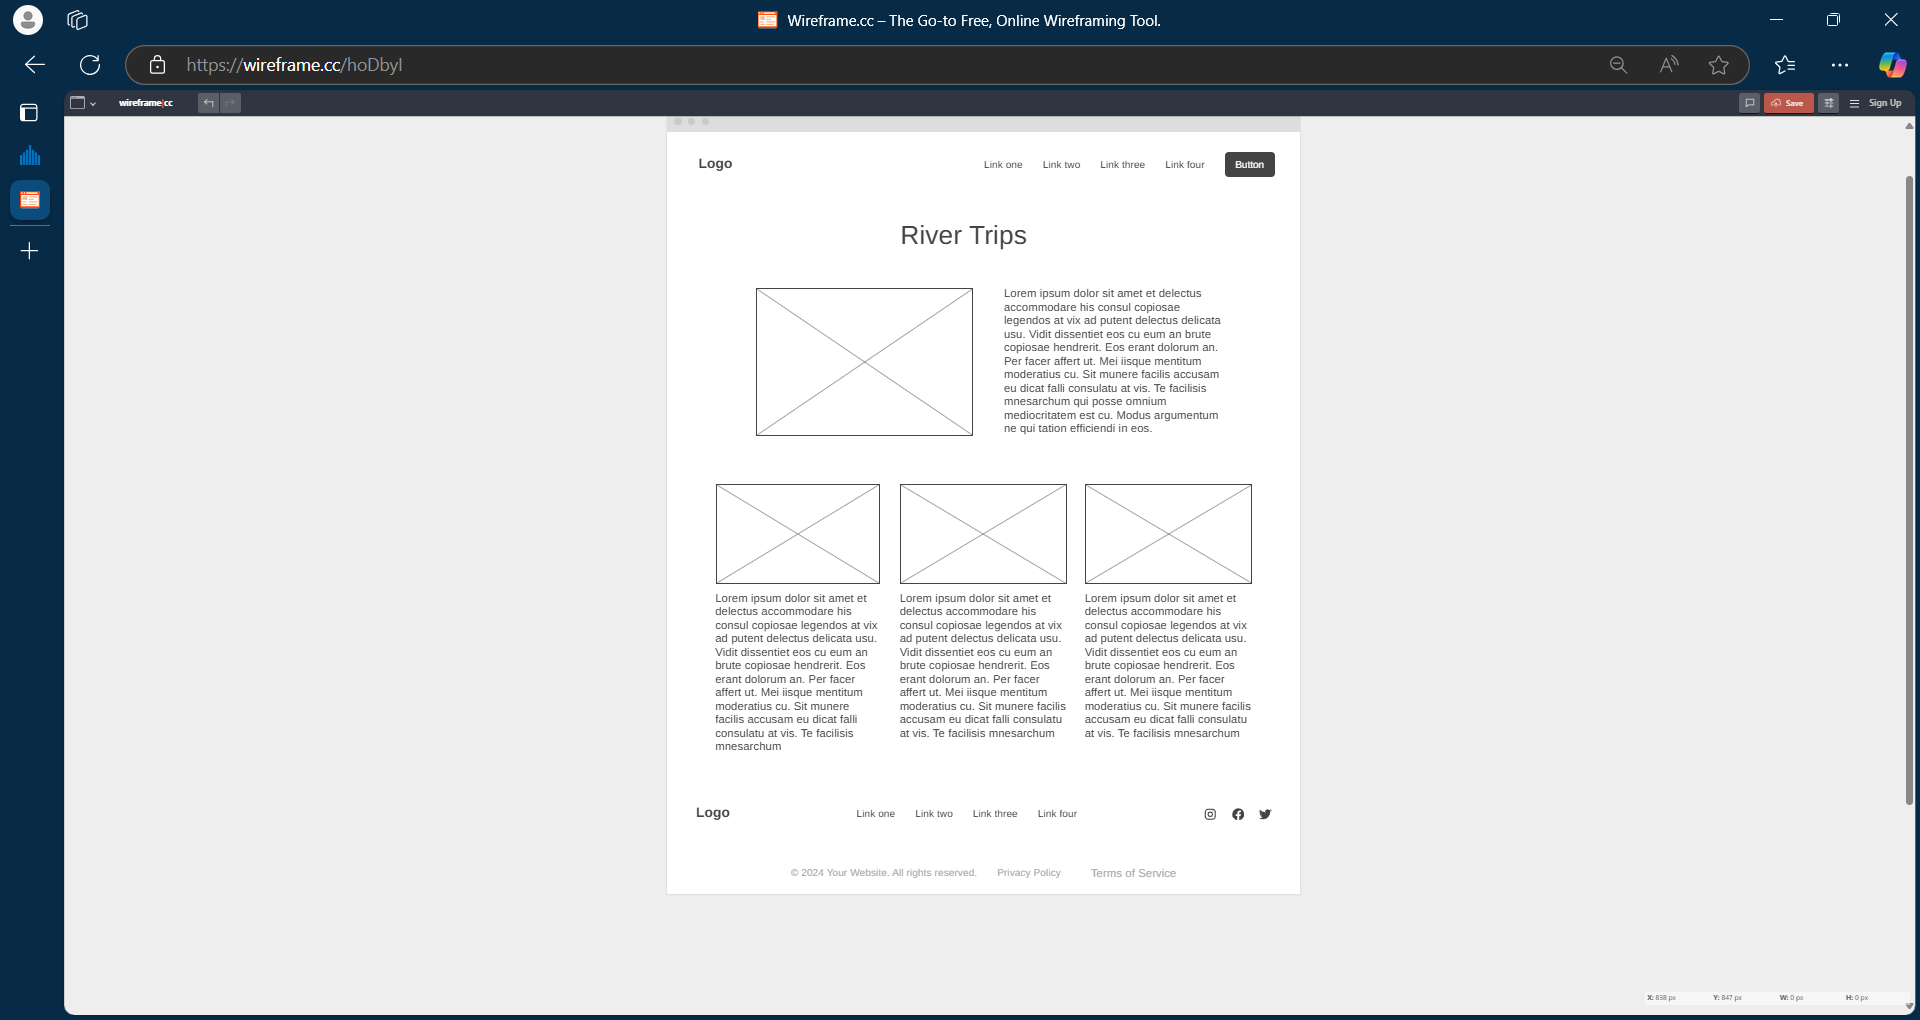 Wireframe.cc – The Go-to Free, Online Wireframing Tool.
https://wireframe.cc/hoDbyI
wireframe|cc
Save
Sign Up
Logo
Link one Link two Link three Link four Button
River Trips
Lorem ipsum dolor sit amet et delectus
accommodare his consul copiosae
legendos at vix ad putent delectus delicata
usu. Vidit dissentiet eos cu eum an brute
copiosae hendrerit. Eos erant dolorum an.
Per facer affert ut. Mei iisque mentitum
moderatius cu. Sit munere facilis accusam
eu dicat falli consulatu at vis. Te facilisis
mnesarchum qui posse omnium
mediocritatem est cu. Modus argumentum
ne qui tation efficiendi in eos.
Lorem ipsum dolor sit amet et
delectus accommodare his
consul copiosae legendos at vix
ad putent delectus delicata usu.
Vidit dissentiet eos cu eum an
brute copiosae hendrerit. Eos
erant dolorum an. Per facer
affert ut. Mei iisque mentitum
moderatius cu. Sit munere
facilis accusam eu dicat falli
consulatu at vis. Te facilisis
mnesarchum
Lorem ipsum dolor sit amet et
delectus accommodare his
consul copiosae legendos at vix
ad putent delectus delicata usu.
Vidit dissentiet eos cu eum an
brute copiosae hendrerit. Eos
erant dolorum an. Per facer
affert ut. Mei iisque mentitum
moderatius cu. Sit munere facilis
accusam eu dicat falli consulatu
at vis. Te facilisis mnesarchum
Lorem ipsum dolor sit amet et
delectus accommodare his
consul copiosae legendos at vix
ad putent delectus delicata usu.
Vidit dissentiet eos cu eum an
brute copiosae hendrerit. Eos
erant dolorum an. Per facer
affert ut. Mei iisque mentitum
moderatius cu. Sit munere facilis
accusam eu dicat falli consulatu
at vis. Te facilisis mnesarchum
Logo
Link one Link two Link three Link four
© 2024 Your Website. All rights reserved. Privacy Policy Terms of Service
X: 838 px Y: 847 px W: 0 px H: 0 px